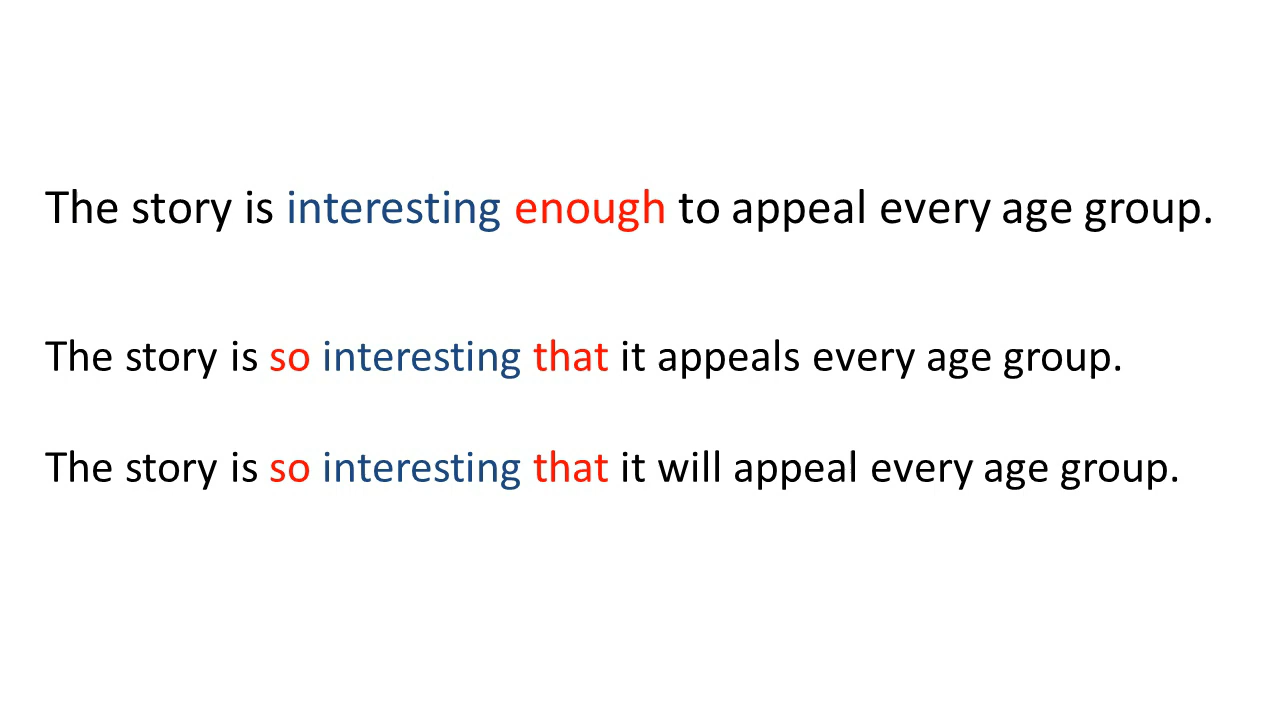 The story is interesting enough to appeal every age group.
The story is so interesting that it appeals every age group.
The story is so interesting that it will appeal every age group.